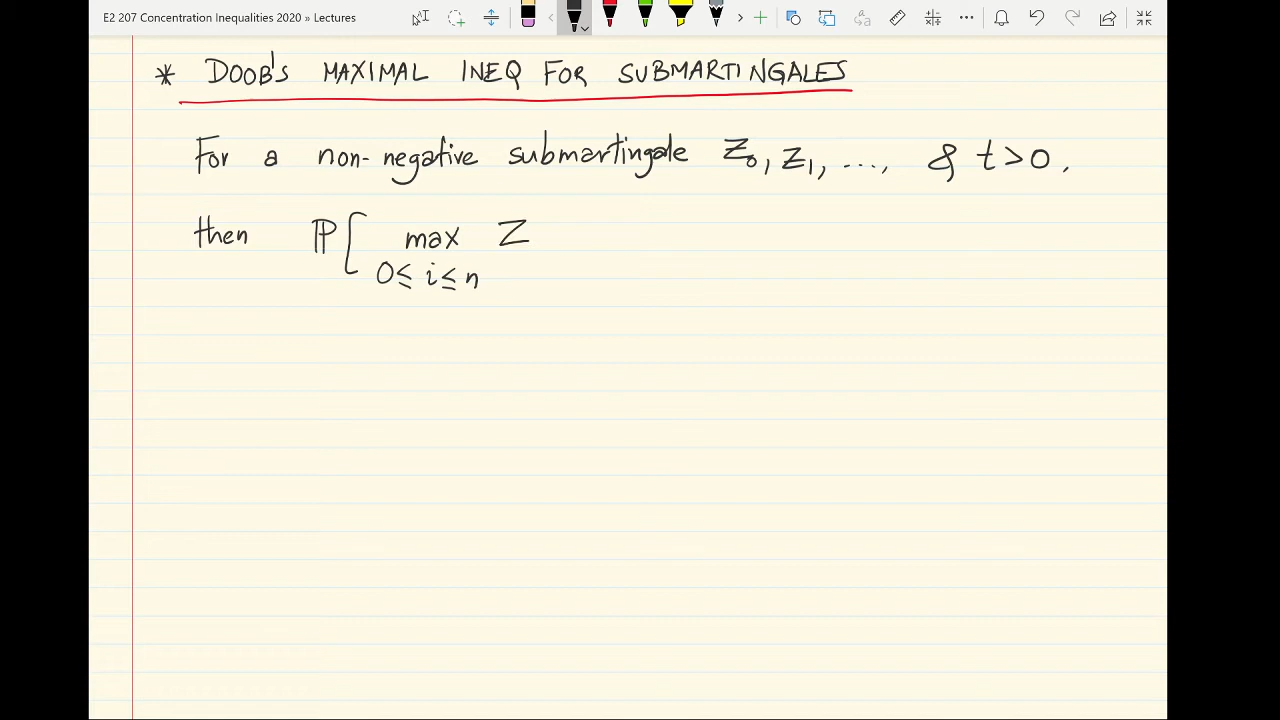 E2 207 Concentration Inequalities 2020 » Lectures
* DOOB's MAXIMAL INEQ FOR SUBMARTINGALES
For a non-negative submartingale Z₀, Z₁, ..., & t > 0,
then ℙ[ max Z
0 ≤ i ≤ n